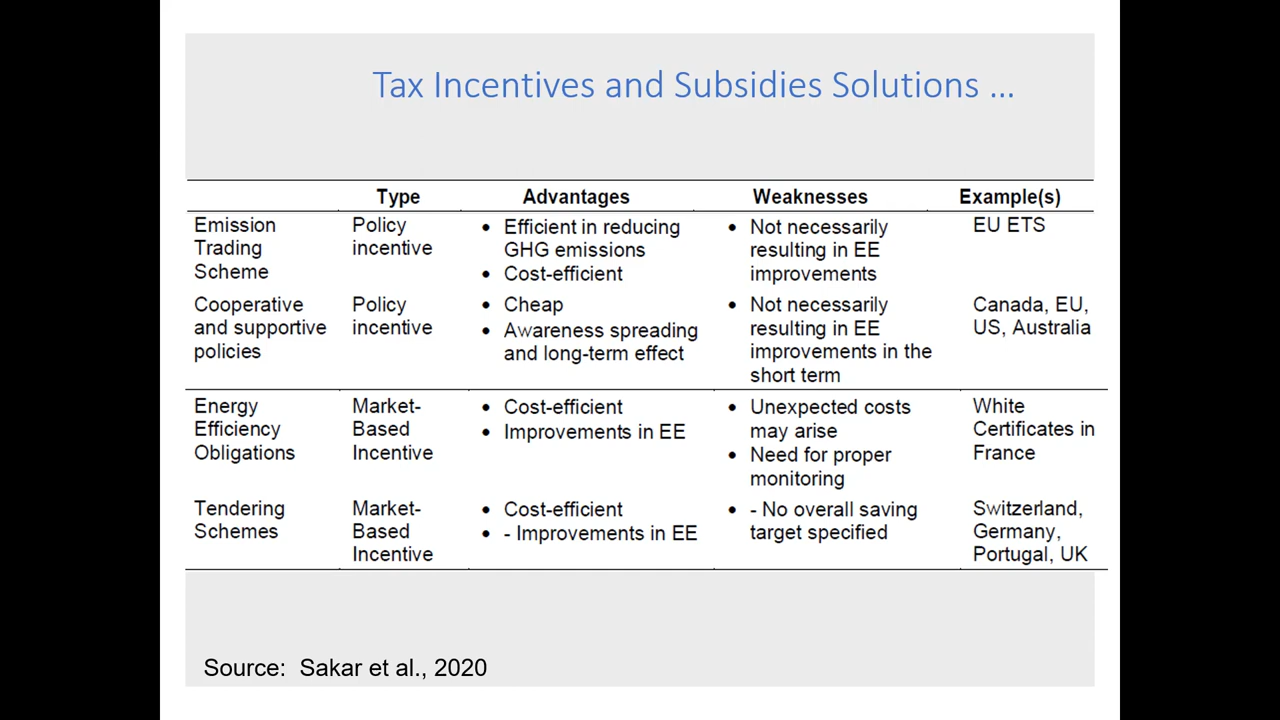 Tax Incentives and Subsidies Solutions ...
Type Advantages Weaknesses Example(s)
Emission Trading Scheme Policy incentive • Efficient in reducing GHG emissions • Cost-efficient • Not necessarily resulting in EE improvements EU ETS
Cooperative and supportive policies Policy incentive • Cheap • Awareness spreading and long-term effect • Not necessarily resulting in EE improvements in the short term Canada, EU, US, Australia
Energy Efficiency Obligations Market-Based Incentive • Cost-efficient • Improvements in EE • Unexpected costs may arise • Need for proper monitoring White Certificates in France
Tendering Schemes Market-Based Incentive • Cost-efficient • - Improvements in EE • - No overall saving target specified Switzerland, Germany, Portugal, UK
Source: Sakar et al., 2020